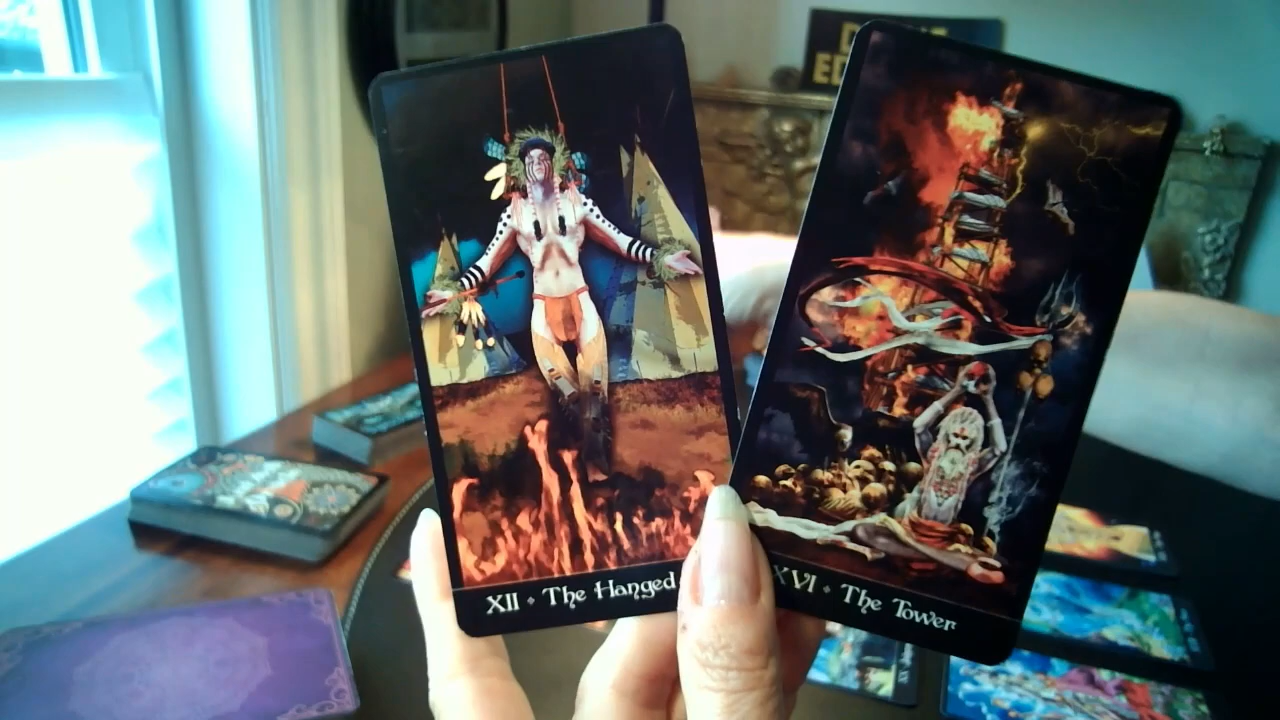 XII • The Hanged
XVI • The Tower